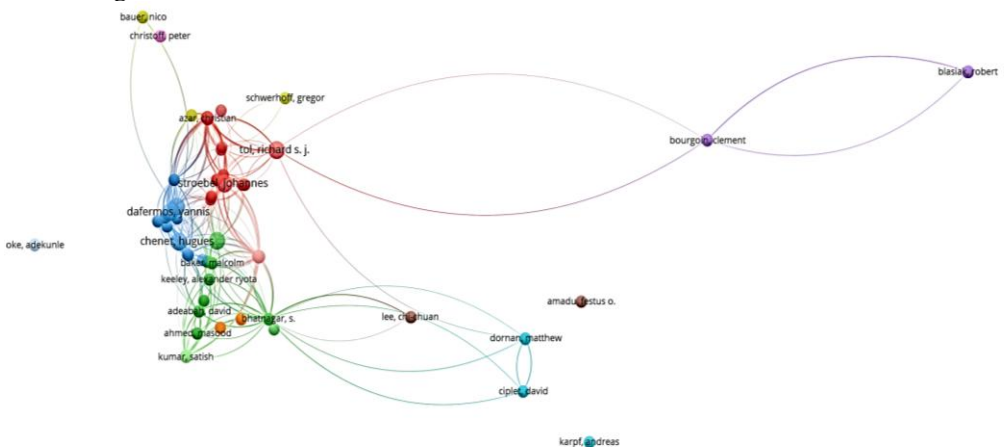 bauer, nico
christoff, peter
blasiak, robert
schwerhoff, gregor
azar, christian
bourgoin, clement
tol, richard s. j.
stroebel, johannes
dafermos, yannis
chenet, hugues
oke, adekunle
baker, malcolm
keeley, alexander ryota
amadu, festus o.
adeabah, david
bhatnagar, s.
lee, chi-chuan
ahmed, masood
dornan, matthew
kumar, satish
ciplet, david
karpf, andreas